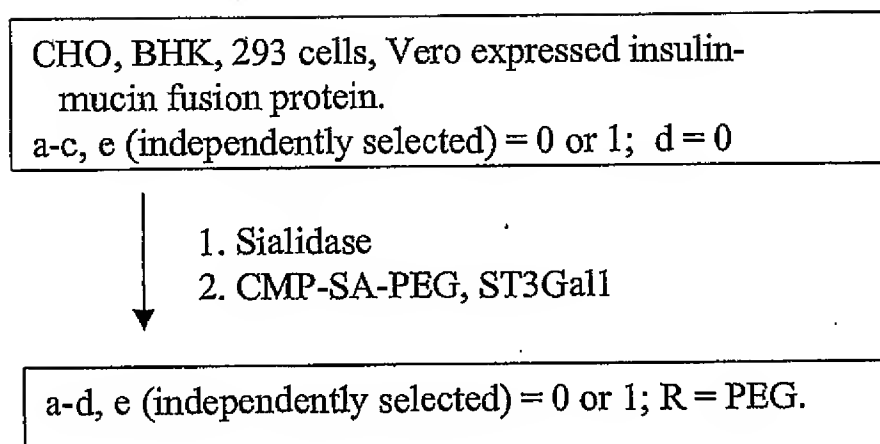 CHO, BHK, 293 cells, Vero expressed insulin-
mucin fusion protein.
a-c, e (independently selected) = 0 or 1; d = 0
1. Sialidase
2. CMP-SA-PEG, ST3Gal1
a-d, e (independently selected) = 0 or 1; R = PEG.